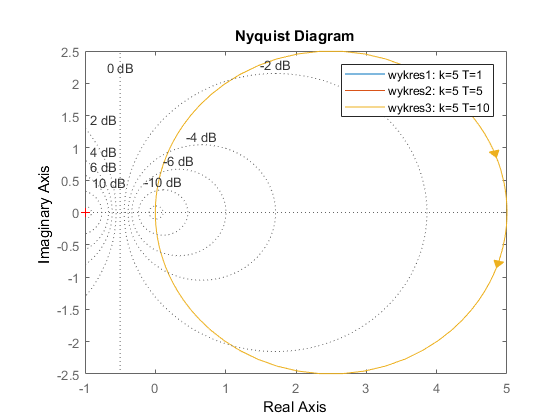 Nyquist Diagram
2.5
2
1.5
1
0.5
0
-0.5
-1
-1.5
-2
-2.5
Imaginary Axis
0 dB
-2 dB
2 dB
-4 dB
4 dB
-6 dB
6 dB
-10 dB
10 dB
wykres1: k=5 T=1
wykres2: k=5 T=5
wykres3: k=5 T=10
-1 0 1 2 3 4 5
Real Axis